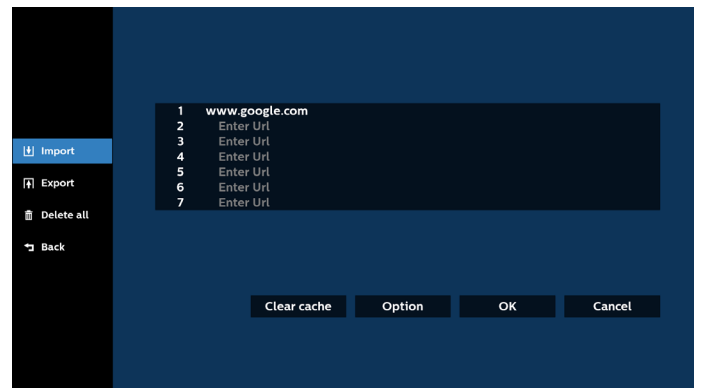 Import
Export
Delete all
Back
1 www.google.com
2 Enter Url
3 Enter Url
4 Enter Url
5 Enter Url
6 Enter Url
7 Enter Url
Clear cache Option OK Cancel